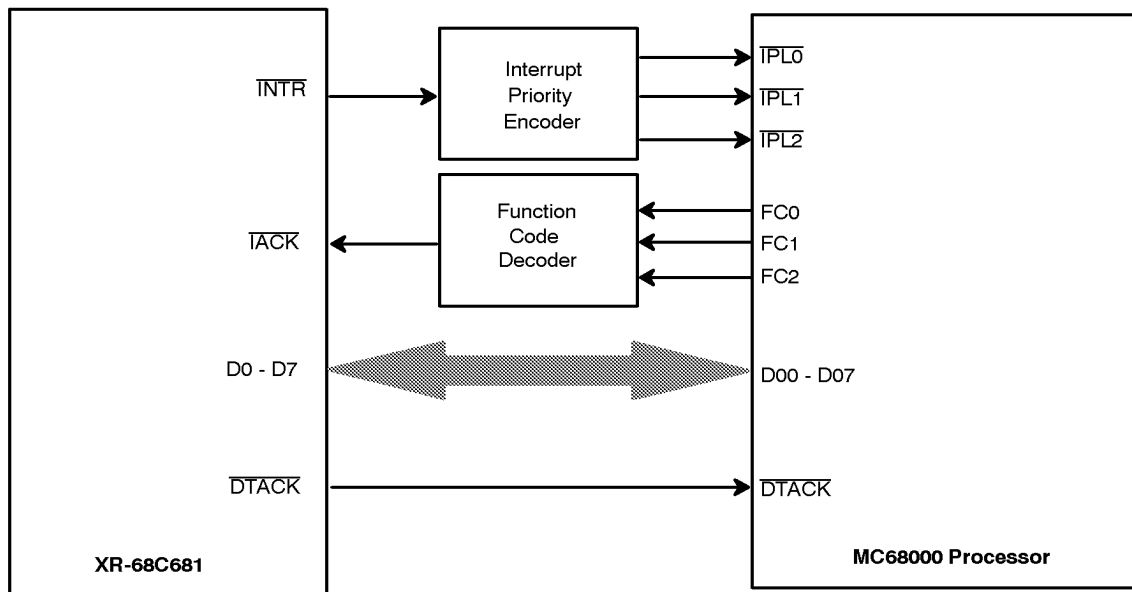 INTR
Interrupt
Priority
Encoder
IPL0
IPL1
IPL2
IACK
Function
Code
Decoder
FC0
FC1
FC2
D0 - D7
D00 - D07
DTACK
DTACK
XR-68C681
MC68000 Processor